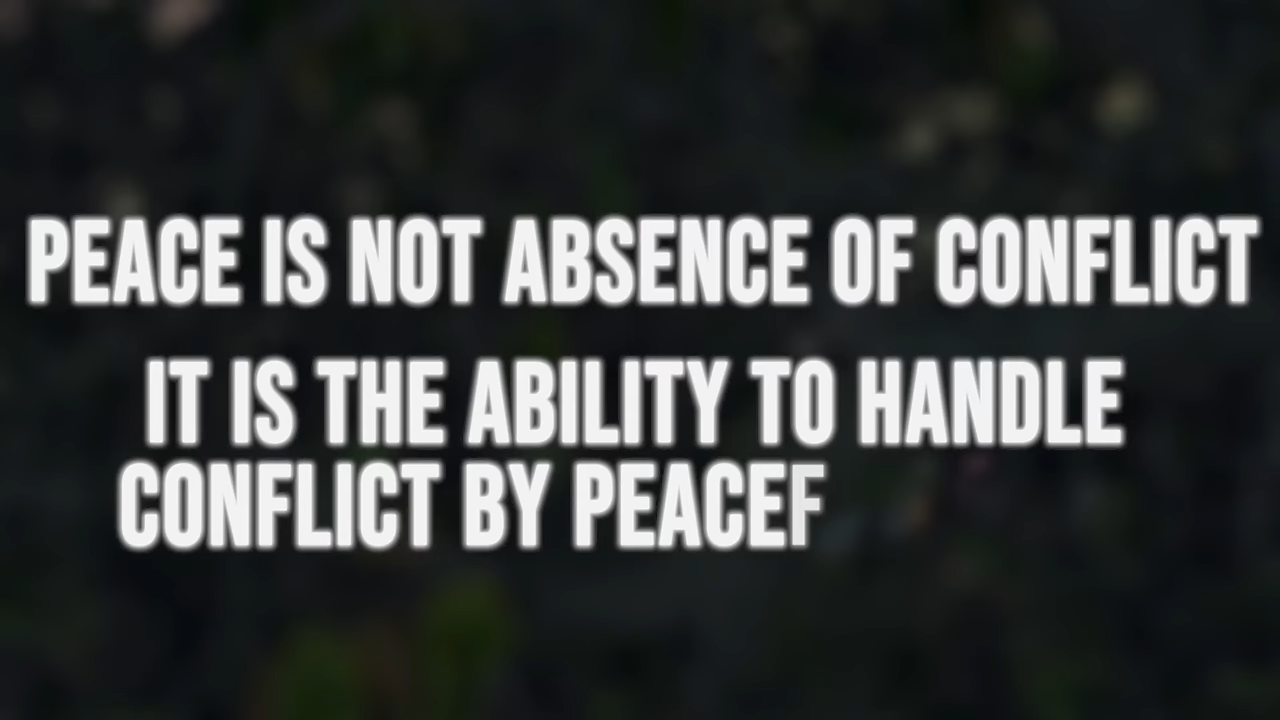 PEACE IS NOT ABSENCE OF CONFLICT
IT IS THE ABILITY TO HANDLE
CONFLICT BY PEACEF